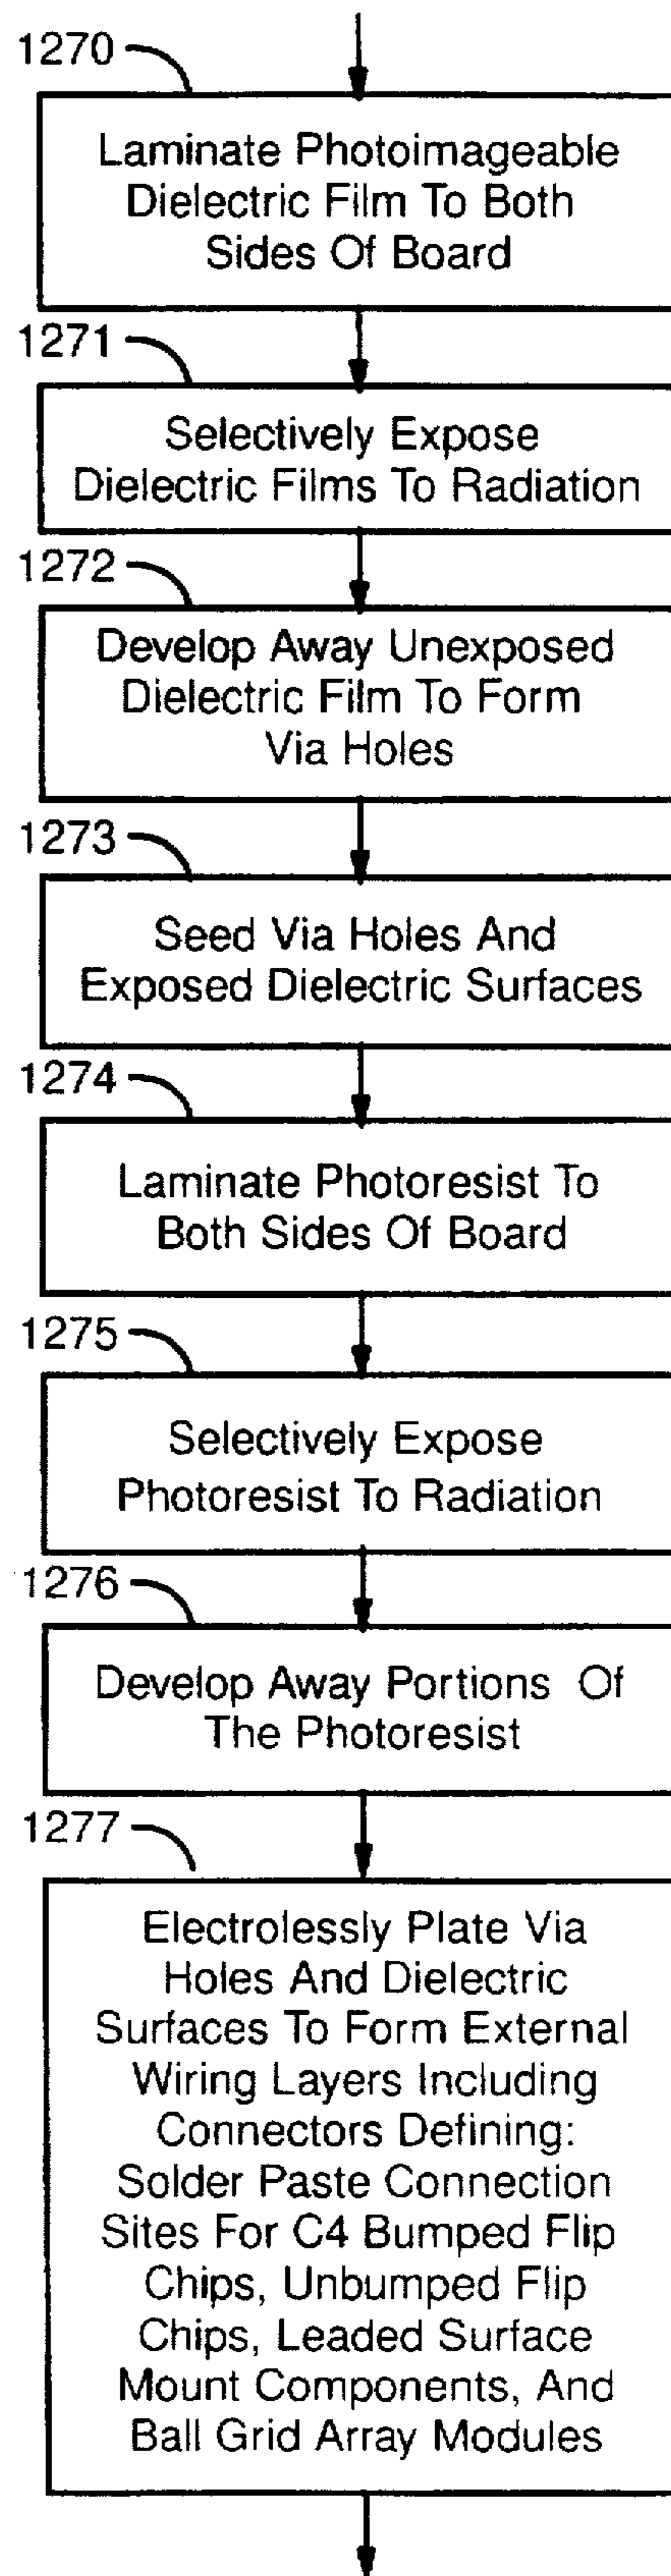 1270
Laminate Photoimageable
Dielectric Film To Both
Sides Of Board
1271
Selectively Expose
Dielectric Films To Radiation
1272
Develop Away Unexposed
Dielectric Film To Form
Via Holes
1273
Seed Via Holes And
Exposed Dielectric Surfaces
1274
Laminate Photoresist To
Both Sides Of Board
1275
Selectively Expose
Photoresist To Radiation
1276
Develop Away Portions Of
The Photoresist
1277
Electrolessly Plate Via
Holes And Dielectric
Surfaces To Form External
Wiring Layers Including
Connectors Defining:
Solder Paste Connection
Sites For C4 Bumped Flip
Chips, Unbumped Flip
Chips, Leaded Surface
Mount Components, And
Ball Grid Array Modules